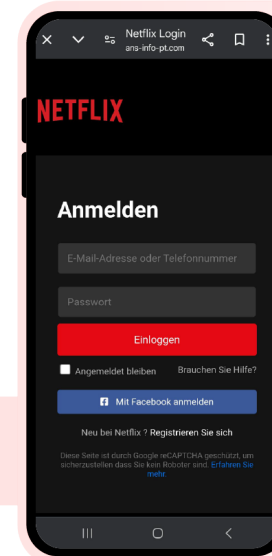 Netflix Login
ans-info-pt.com
NETFLIX
Anmelden
E-Mail-Adresse oder Telefonnummer
Passwort
Einloggen
Angemeldet bleiben
Brauchen Sie Hilfe?
Mit Facebook anmelden
Neu bei Netflix ? Registrieren Sie sich
Diese Seite ist durch Google reCAPTCHA geschützt, um
sicherzustellen dass Sie kein Roboter sind. Erfahren Sie
mehr.